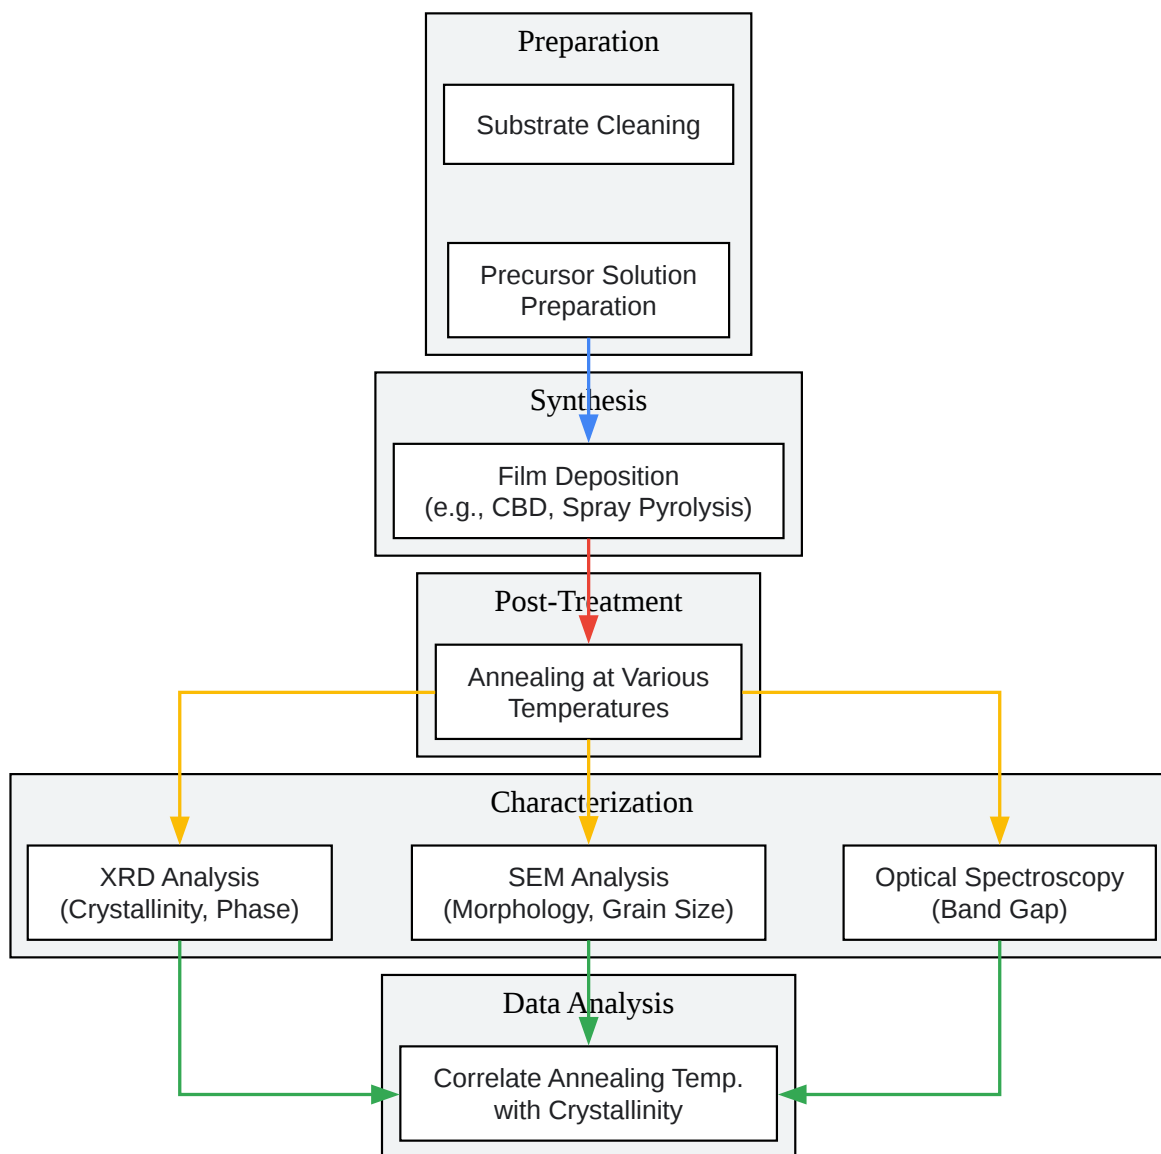 Preparation
Substrate Cleaning
Precursor Solution
Preparation
Synthesis
Film Deposition
(e.g., CBD, Spray Pyrolysis)
Post-Treatment
Annealing at Various
Temperatures
Characterization
XRD Analysis
(Crystallinity, Phase)
SEM Analysis
(Morphology, Grain Size)
Optical Spectroscopy
(Band Gap)
Data Analysis
Correlate Annealing Temp.
with Crystallinity